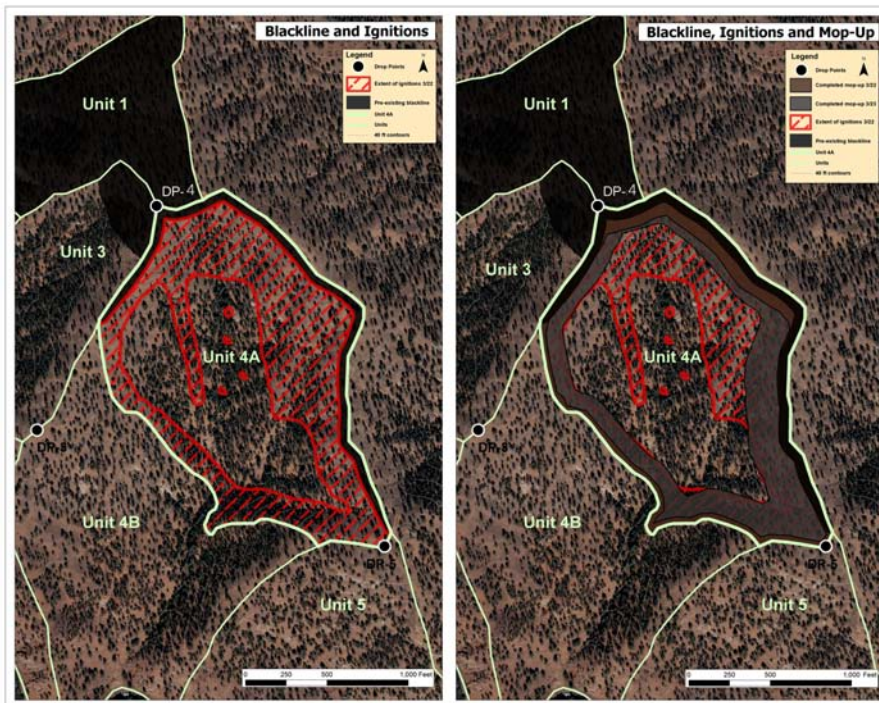 Blackline and Ignitions
Legend
N
Drop Points
Extent of ignitions 3/22
Pre-existing blackline
Unit 4A
Units
40 ft contours
Unit 1
DP-4
Unit 3
Unit 4A
Unit 4B
DP-5
Unit 5
0 250 500 1,000 Feet
Blackline, Ignitions and Mop-Up
Legend
N
Drop Points
Completed mop-up 3/22
Completed mop-up 3/23
Extent of ignitions 3/22
Pre-existing blackline
Unit 4A
Units
40 ft contours
Unit 1
DP-4
Unit 3
Unit 4A
Unit 4B
DP-5
Unit 5
0 250 500 1,000 Feet